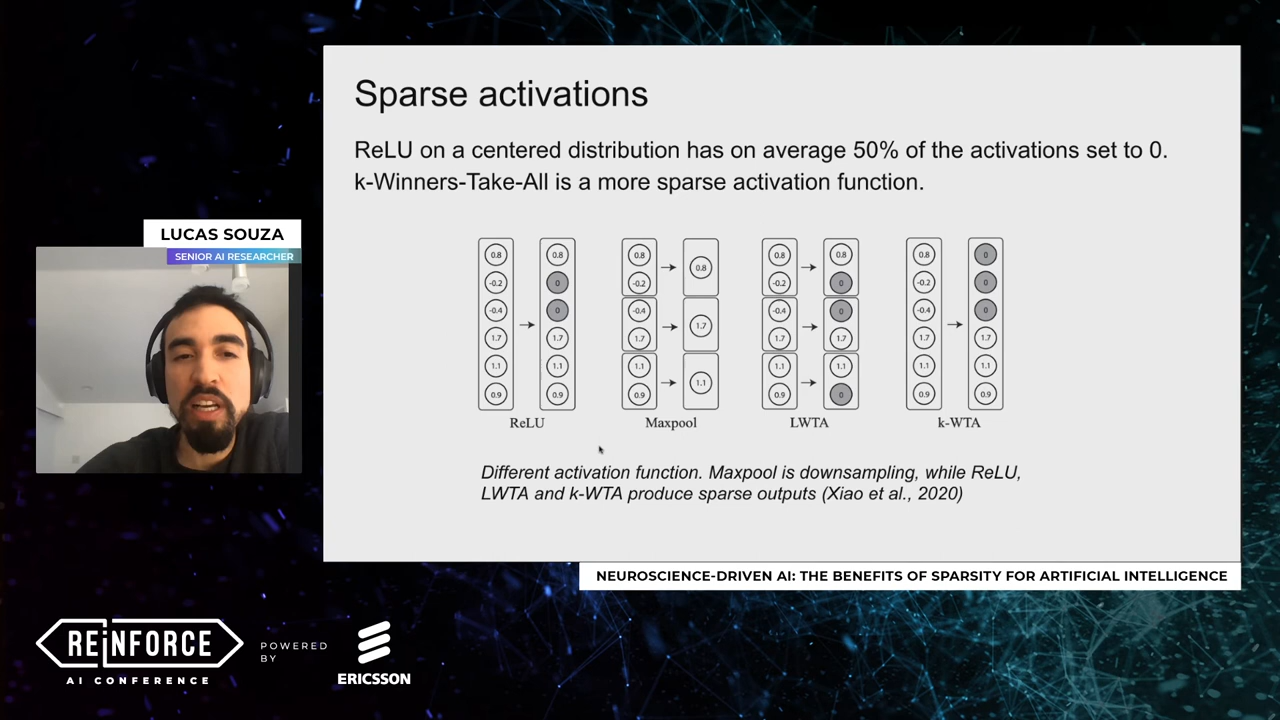 Sparse activations
ReLU on a centered distribution has on average 50% of the activations set to 0.
k-Winners-Take-All is a more sparse activation function.
LUCAS SOUZA
SENIOR AI RESEARCHER
0.8 0.8 0.8 0.8 0.8 0.8 0
-0.2 0 -0.2 0.8 -0.2 0 -0.2 0
-0.4 0 -0.4 -0.4 0 -0.4 0
1.7 1.7 1.7 1.7 1.7 1.7 1.7 1.7
1.1 1.1 1.1 1.1 1.1 1.1 1.1
0.9 0.9 0.9 1.1 0.9 0 0.9 0.9
ReLU Maxpool LWTA k-WTA
Different activation function. Maxpool is downsampling, while ReLU,
LWTA and k-WTA produce sparse outputs (Xiao et al., 2020)
NEUROSCIENCE-DRIVEN AI: THE BENEFITS OF SPARSITY FOR ARTIFICIAL INTELLIGENCE
REiNFORCE
AI CONFERENCE
POWERED
BY
ERICSSON